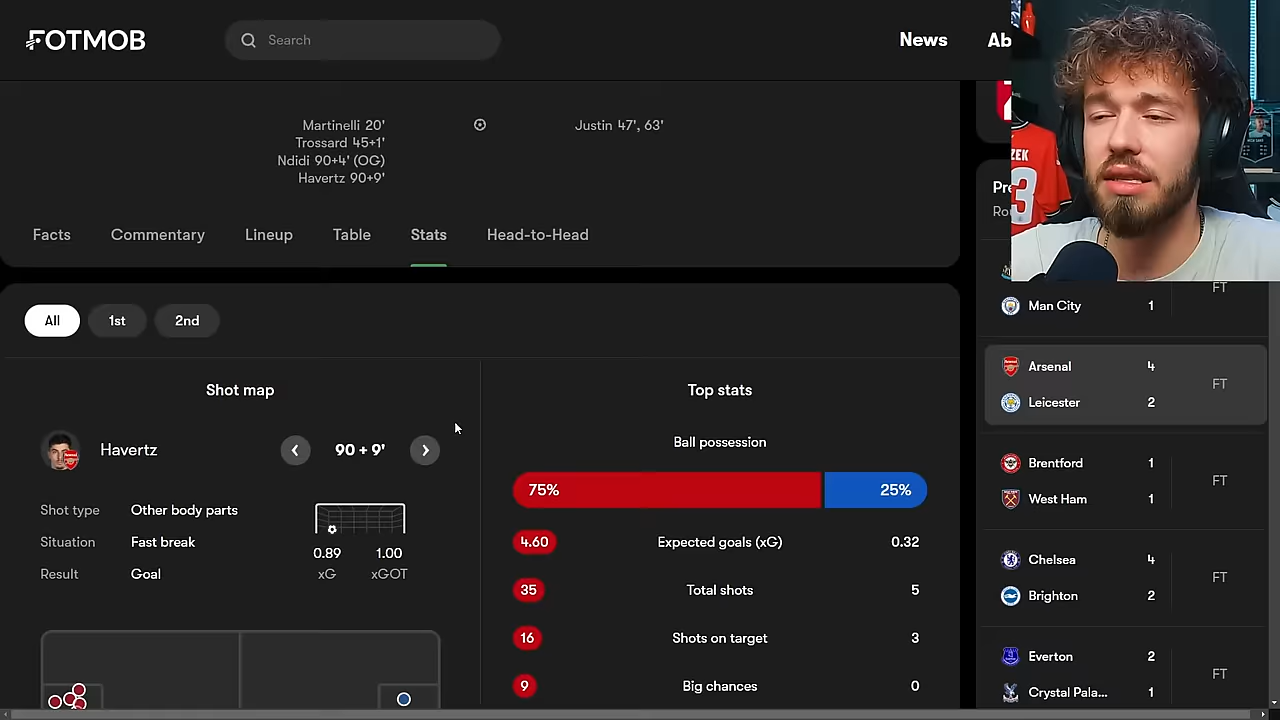 FOTMOB
Search
News
Ab
Martinelli 20'
Trossard 45+1'
Ndidi 90+4' (OG)
Havertz 90+9'
Justin 47', 63'
Facts
Commentary
Lineup
Table
Stats
Head-to-Head
All
1st
2nd
Shot map
Havertz
90 + 9'
Shot type
Other body parts
Situation
Fast break
Result
Goal
0.89
1.00
xG
xGOT
Top stats
Ball possession
75%
25%
4.60
Expected goals (xG)
0.32
35
Total shots
5
16
Shots on target
3
9
Big chances
0
ZEK
3
Pre
Ro
FT
Man City
1
Arsenal
4
FT
Leicester
2
Brentford
1
FT
West Ham
1
Chelsea
4
FT
Brighton
2
Everton
2
FT
Crystal Pala...
1